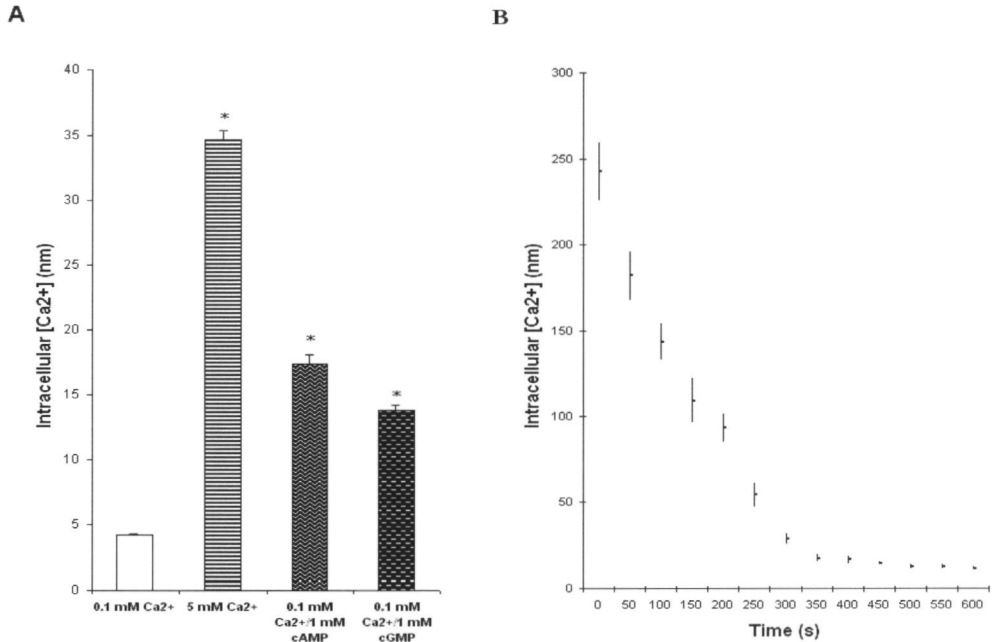 A
Intracellular [Ca2+] (nm)
40
35
30
25
20
15
10
5
0
*
*
*
0.1 mM Ca2+
5 mM Ca2+
0.1 mM
Ca2+/1 mM
cAMP
0.1 mM
Ca2+/1 mM
cGMP
B
Intracellular [Ca2+] (nm)
300
250
200
150
100
50
0
0 50 100 150 200 250 300 350 400 450 500 550 600
Time (s)